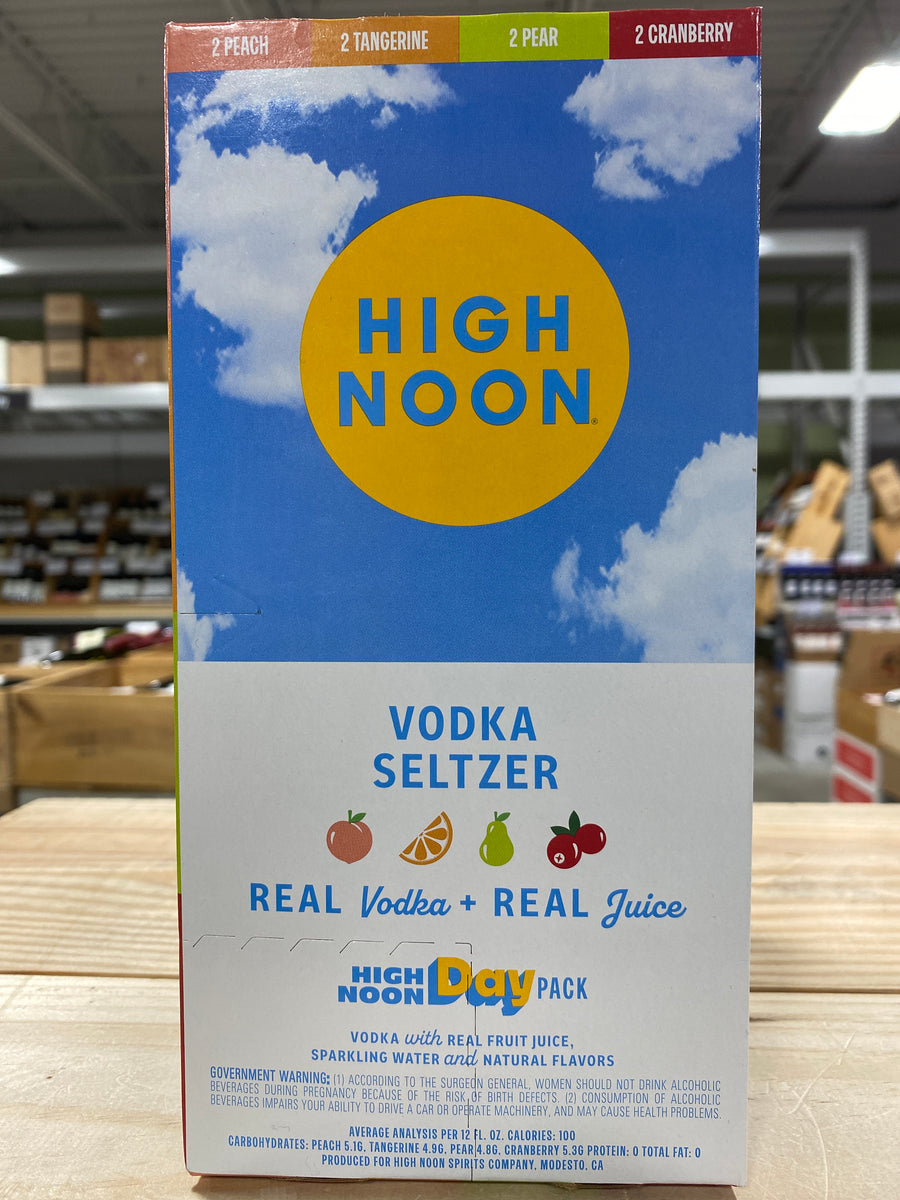 2 PEACH 2 TANGERINE 2 PEAR 2 CRANBERRY
HIGH
NOON®
VODKA
SELTZER
REAL Vodka + REAL Juice
HIGH
NOON Day PACK
VODKA with REAL FRUIT JUICE,
SPARKLING WATER and NATURAL FLAVORS
GOVERNMENT WARNING: (1) ACCORDING TO THE SURGEON GENERAL, WOMEN SHOULD NOT DRINK ALCOHOLIC
BEVERAGES DURING PREGNANCY BECAUSE OF THE RISK OF BIRTH DEFECTS. (2) CONSUMPTION OF ALCOHOLIC
BEVERAGES IMPAIRS YOUR ABILITY TO DRIVE A CAR OR OPERATE MACHINERY, AND MAY CAUSE HEALTH PROBLEMS.
AVERAGE ANALYSIS PER 12 FL. OZ. CALORIES: 100
CARBOHYDRATES: PEACH 5.1G, TANGERINE 4.9G, PEAR 4.8G, CRANBERRY 5.3G PROTEIN: 0 TOTAL FAT: 0
PRODUCED FOR HIGH NOON SPIRITS COMPANY, MODESTO, CA